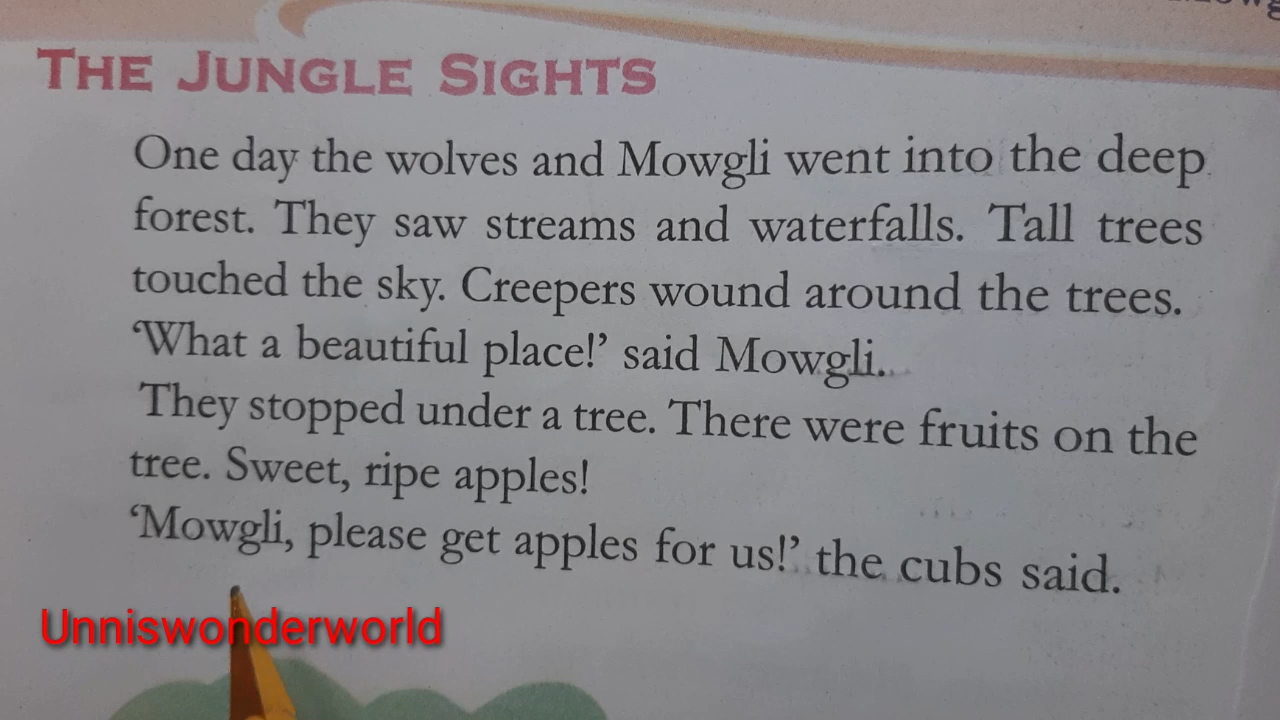 THE JUNGLE SIGHTS
One day the wolves and Mowgli went into the deep
forest. They saw streams and waterfalls. Tall trees
touched the sky. Creepers wound around the trees.
‘What a beautiful place!’ said Mowgli.
They stopped under a tree. There were fruits on the
tree. Sweet, ripe apples!
‘Mowgli, please get apples for us!’ the cubs said.
Unniswonderworld